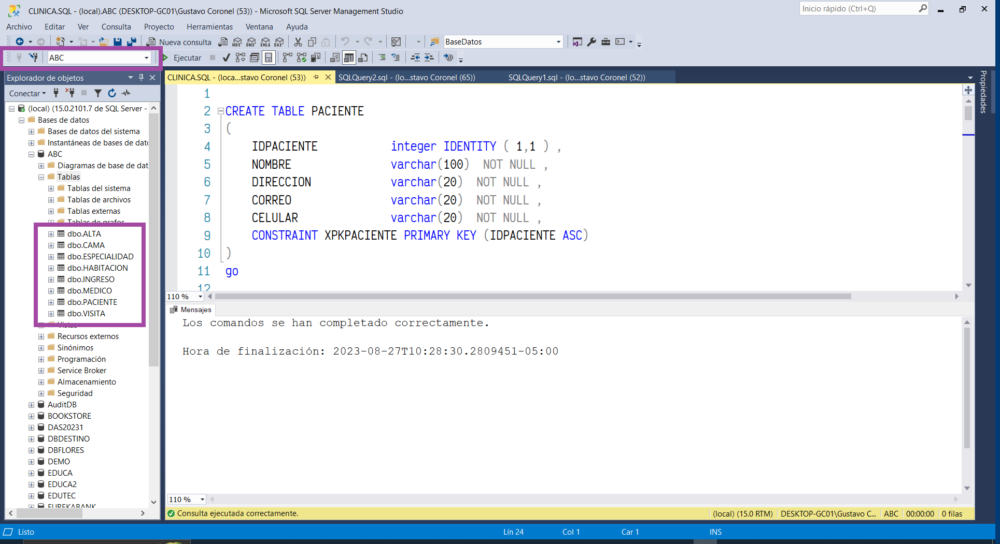 CLINICA.SQL - (local).ABC (DESKTOP-GC01\Gustavo Coronel (53)) - Microsoft SQL Server Management Studio
Inicio rápido (Ctrl+Q)
Archivo Editar Ver Consulta Proyecto Herramientas Ventana Ayuda
Nueva consulta MDX DMX XMLA DAX BaseDatos
ABC Ejecutar
Explorador de objetos
Conectar
(local) (15.0.2101.7 de SQL Server -
Bases de datos
Bases de datos del sistema
Instantáneas de bases de dato
ABC
Diagramas de base de dat
Tablas
Tablas del sistema
Tablas de archivos
Tablas externas
Tablas de grafos
dbo.ALTA
dbo.CAMA
dbo.ESPECIALIDAD
dbo.HABITACION
dbo.INGRESO
dbo.MEDICO
dbo.PACIENTE
dbo.VISITA
Vistas
Recursos externos
Sinónimos
Programación
Service Broker
Almacenamiento
Seguridad
AuditDB
BOOKSTORE
DAS20231
DBDESTINO
DBFLORES
DEMO
EDUCA
EDUCA2
EDUTEC
EUREKABANK
CLINICA.SQL - (loca...stavo Coronel (53)) SQLQuery2.sql - (lo...stavo Coronel (65)) SQLQuery1.sql - (lo...stavo Coronel (52))
Propiedades
1
2 CREATE TABLE PACIENTE
3 (
4 IDPACIENTE integer IDENTITY ( 1,1 ) ,
5 NOMBRE varchar(100) NOT NULL ,
6 DIRECCION varchar(20) NOT NULL ,
7 CORREO varchar(20) NOT NULL ,
8 CELULAR varchar(20) NOT NULL ,
9 CONSTRAINT XPKPACIENTE PRIMARY KEY (IDPACIENTE ASC)
10 )
11 go
12
110 %
Mensajes
Los comandos se han completado correctamente.
Hora de finalización: 2023-08-27T10:28:30.2809451-05:00
110 %
Consulta ejecutada correctamente. (local) (15.0 RTM) DESKTOP-GC01\Gustavo C... ABC 00:00:00 0 filas
Listo Lín 24 Col 1 Car 1 INS